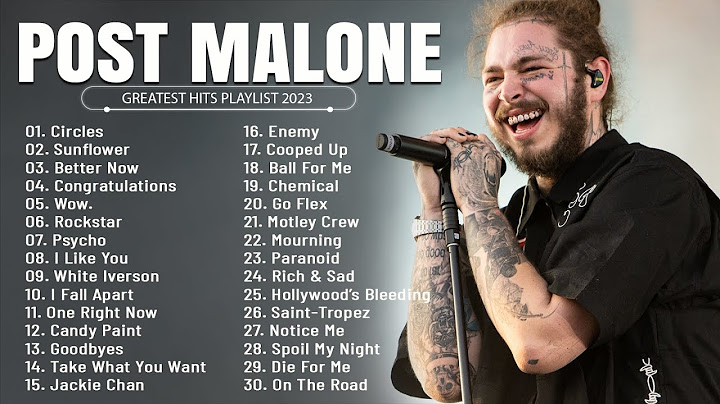 POST MALONE
GREATEST HITS PLAYLIST 2023
01. Circles
02. Sunflower
03. Better Now
04. Congratulations
05. Wow.
06. Rockstar
07. Psycho
08. I Like You
09. White Iverson
10. I Fall Apart
11. One Right Now
12. Candy Paint
13. Goodbyes
14. Take What You Want
15. Jackie Chan
16. Enemy
17. Cooped Up
18. Ball For Me
19. Chemical
20. Go Flex
21. Motley Crew
22. Mourning
23. Paranoid
24. Rich & Sad
25. Hollywood's Bleeding
26. Saint-Tropez
27. Notice Me
28. Spoil My Night
29. Die For Me
30. On The Road